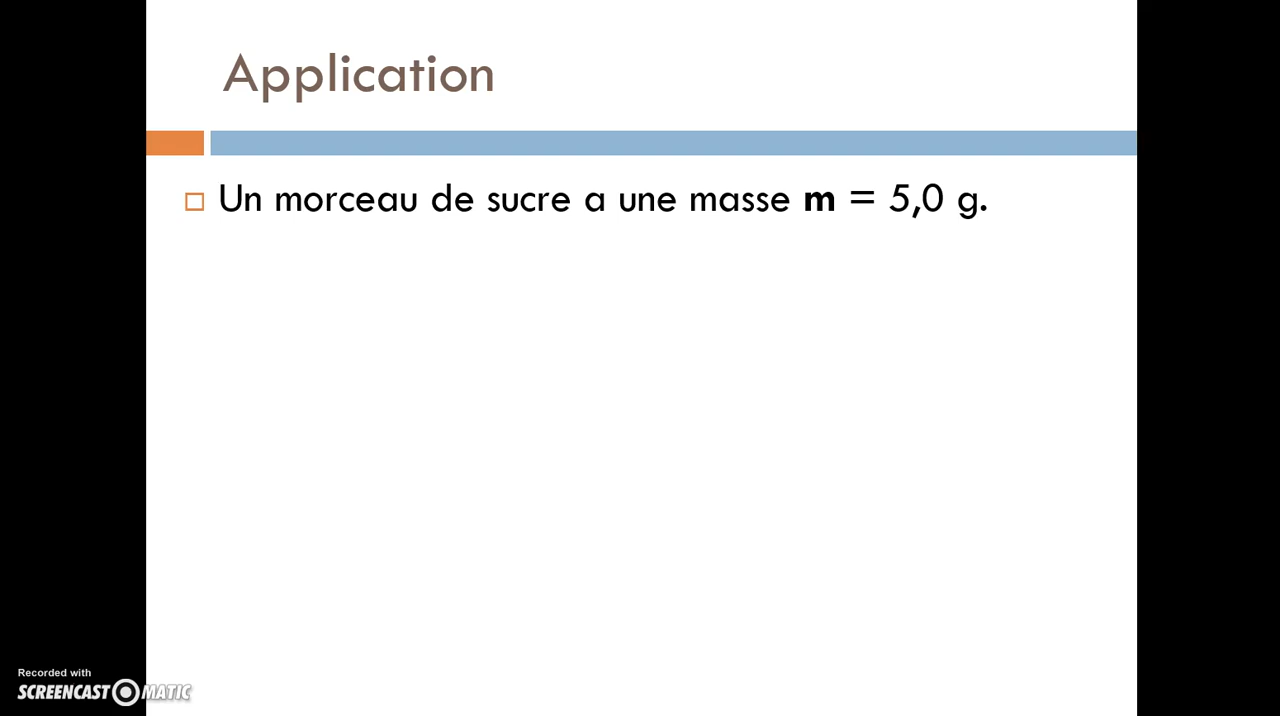 Application
Un morceau de sucre a une masse m = 5,0 g.
Recorded with
SCREENCAST MATIC